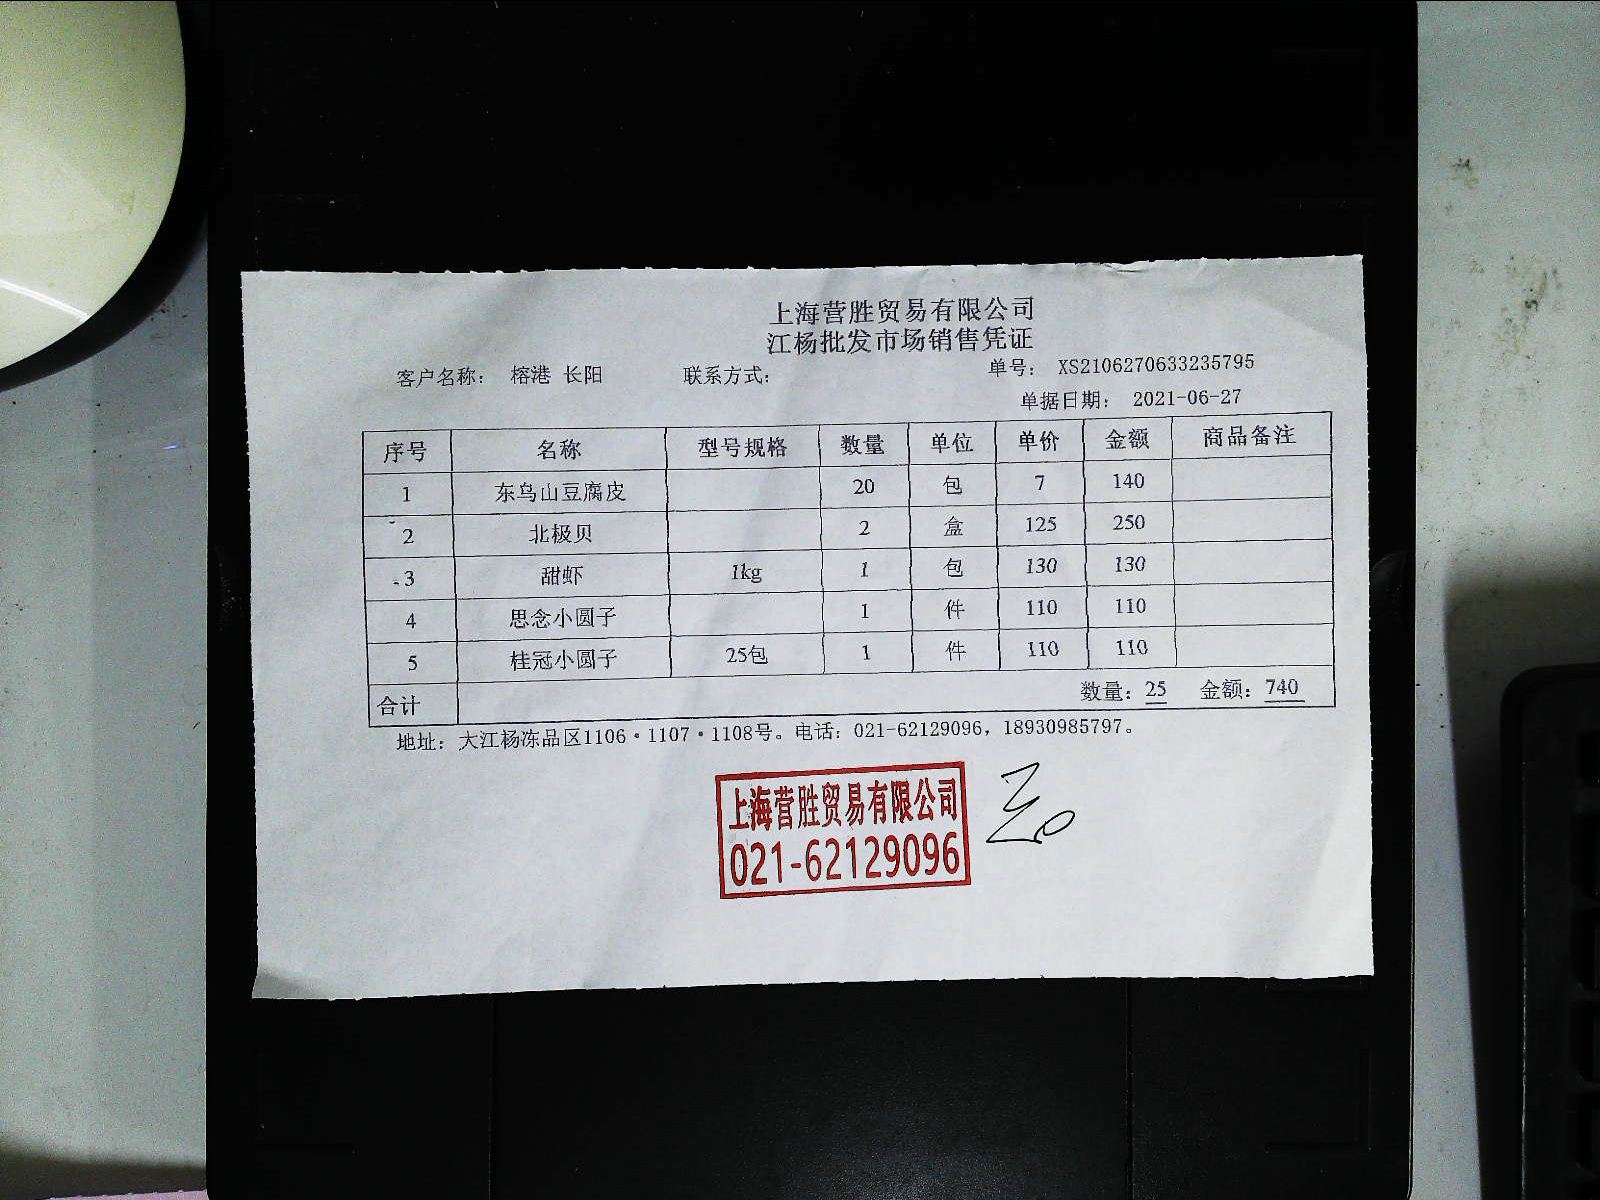 上海营胜贸易有限公司
江杨批发市场销售凭证
客户名称： 榕港 长阳 联系方式： 单号： XS2106270633235795
单据日期： 2021-06-27
序号 名称 型号规格 数量 单位 单价 金额 商品备注
1 东乌山豆腐皮 20 包 7 140
2 北极贝 2 盒 125 250
3 甜虾 1kg 1 包 130 130
4 思念小圆子 1 件 110 110
5 桂冠小圆子 25包 1 件 110 110
合计 数量：25 金额：740
地址： 大江杨冻品区1106·1107·1108号。电话：021-62129096，18930985797。
上海营胜贸易有限公司
021-62129096